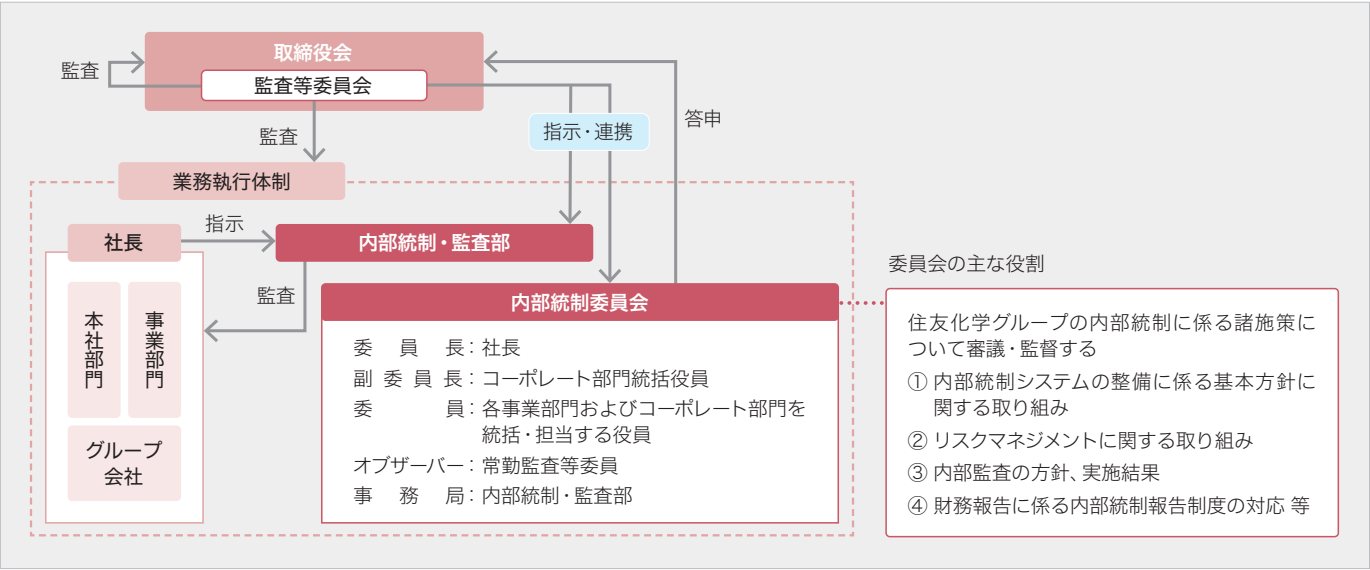 取締役会
監査等委員会
監査
監査
指示・連携
答申
業務執行体制
社長
指示
内部統制・監査部
監査
本社部門
事業部門
グループ
会社
内部統制委員会
委員長：社長
副委員長：コーポレート部門統括役員
委員：各事業部門およびコーポレート部門を
統括・担当する役員
オブザーバー：常勤監査等委員
事務局：内部統制・監査部
委員会の主な役割
住友化学グループの内部統制に係る諸施策に
ついて審議・監督する
① 内部統制システムの整備に係る基本方針に
関する取り組み
② リスクマネジメントに関する取り組み
③ 内部監査の方針、実施結果
④ 財務報告に係る内部統制報告制度の対応 等